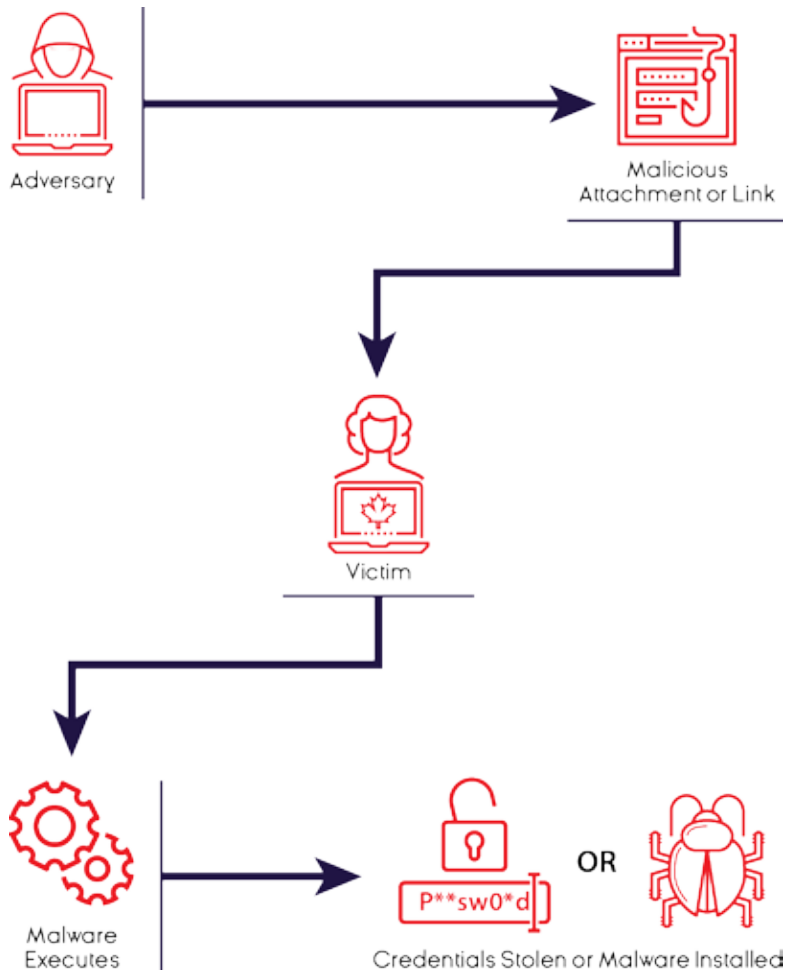 Adversary
Malicious
Attachment or Link
Victim
P**sw0*d
OR
Malware
Executes
Credentials Stolen or Malware Installed